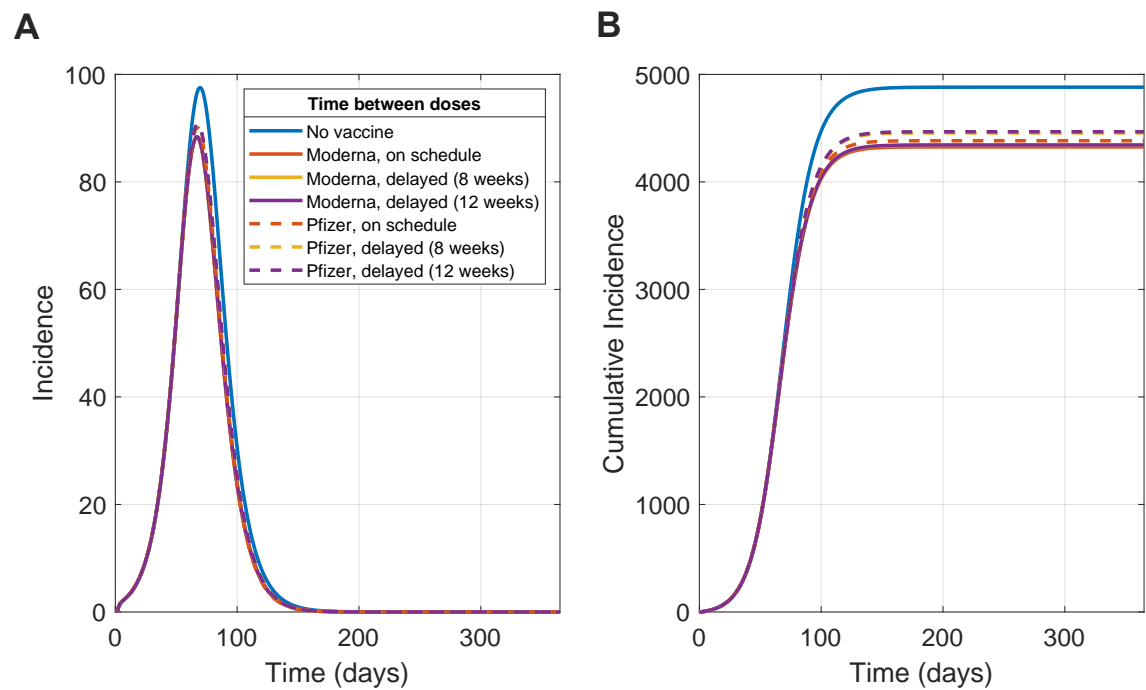 A
B
100
80
60
40
20
0
Incidence
0
100
200
300
Time (days)
Time between doses
No vaccine
Moderna, on schedule
Moderna, delayed (8 weeks)
Moderna, delayed (12 weeks)
Pfizer, on schedule
Pfizer, delayed (8 weeks)
Pfizer, delayed (12 weeks)
5000
4000
3000
2000
1000
0
Cumulative Incidence
0
100
200
300
Time (days)